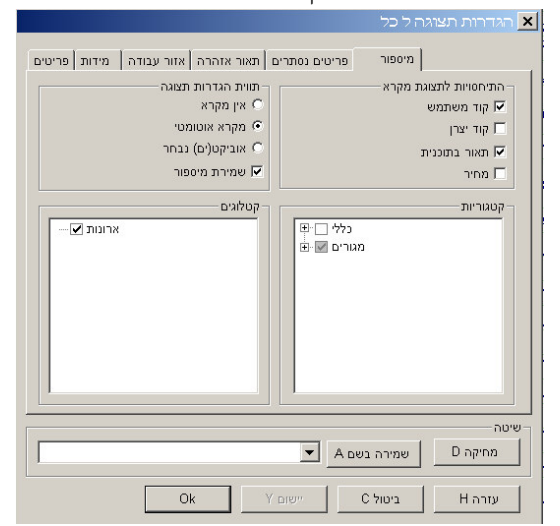 הגדרות תצוגה ל כל
מיספור פריטים נסתרים תאור אזהרה אזור עבודה מידות פריטים
התיחסויות לתצוגת מקרא
קוד משתמש
קוד יצרן
תאור בתוכנית
מחיר
תווית הגדרות תצוגה
אין מקרא
מקרא אוטומטי
אוביקט(ים) נבחר
שמירת מיספור
קטגוריות
כללי
מגורים
קטלוגים
ארונות
שיטה
מחיקה D
שמירה בשם A
עזרה H
ביטול C
יישום Y
Ok